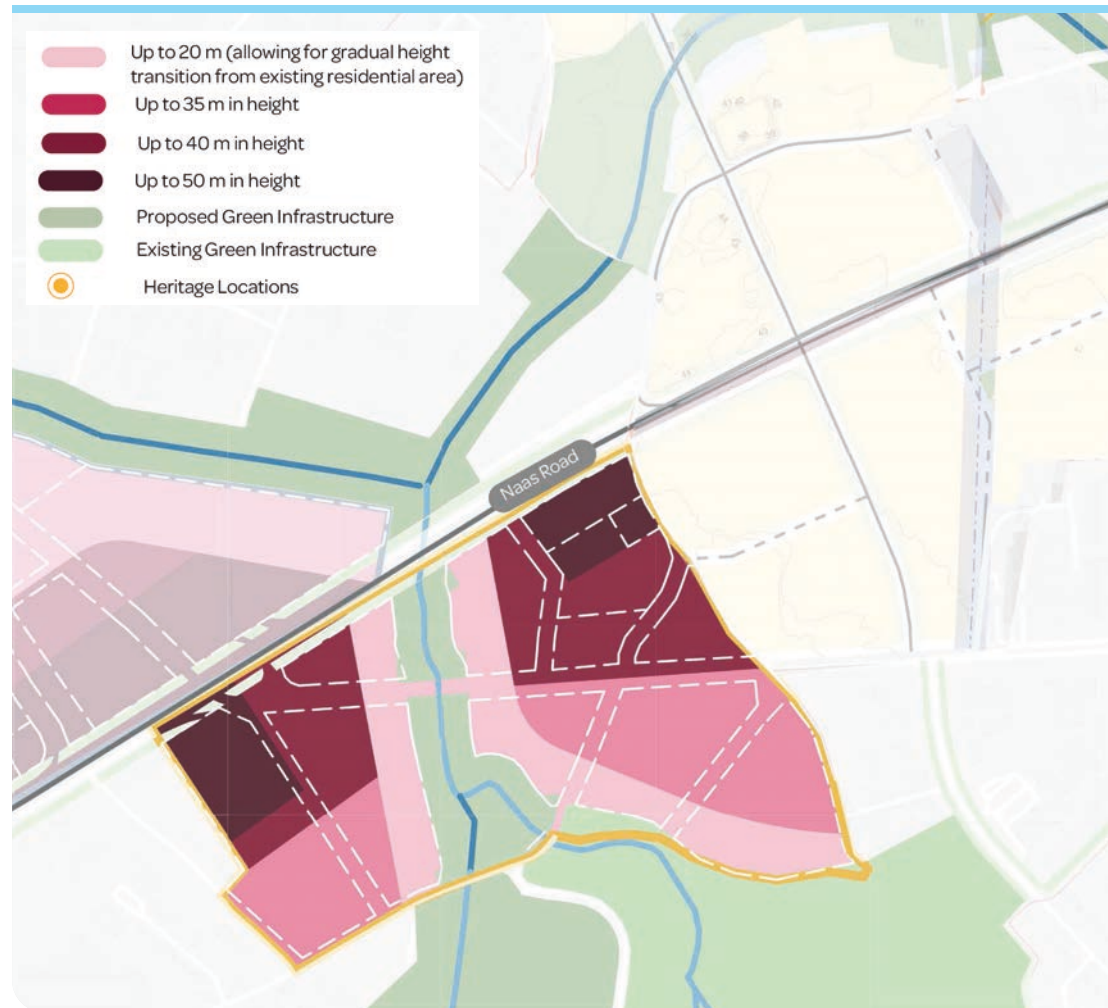 Up to 20 m (allowing for gradual height
transition from existing residential area)
Up to 35 m in height
Up to 40 m in height
Up to 50 m in height
Proposed Green Infrastructure
Existing Green Infrastructure
Heritage Locations
Naas Road